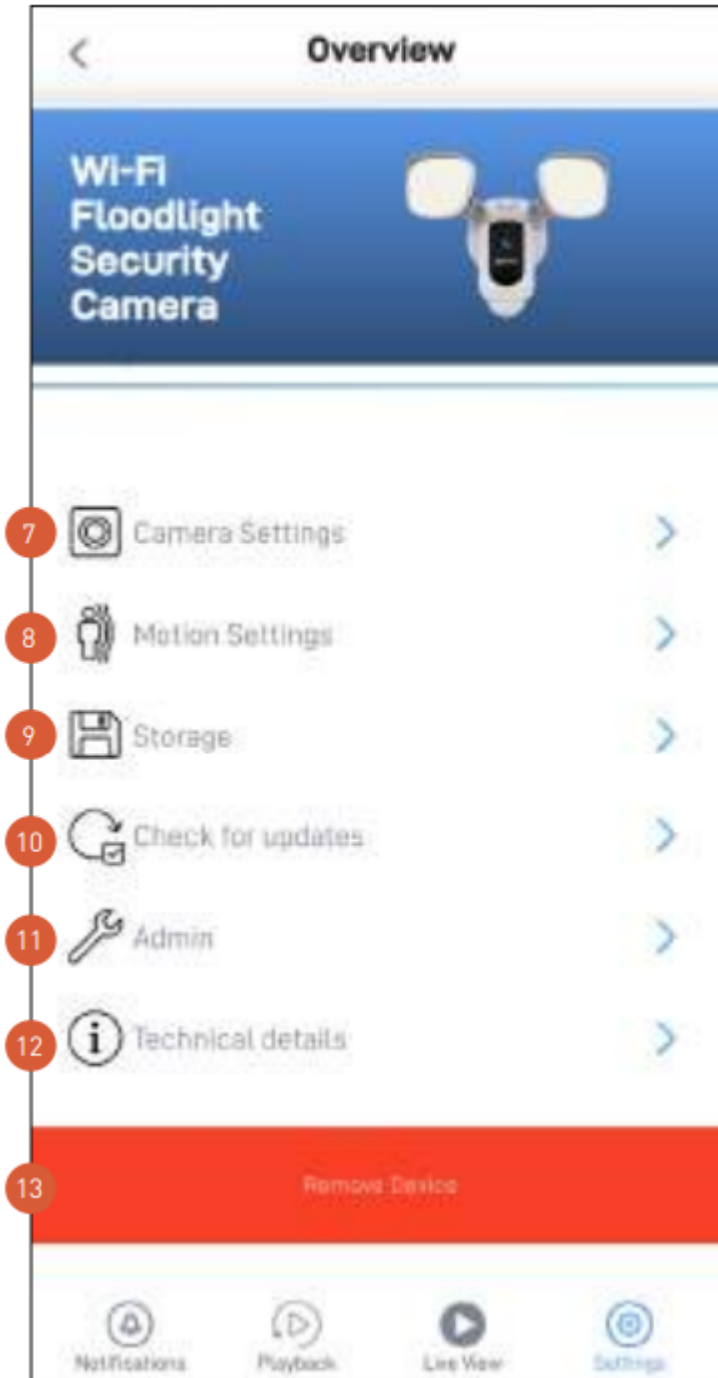 Overview
Wi-Fi
Floodlight
Security
Camera
7 Camera Settings
8 Motion Settings
9 Storage
10 Check for updates
11 Admin
12 Technical details
13 Remove Device
Notifications Playback Live View Settings